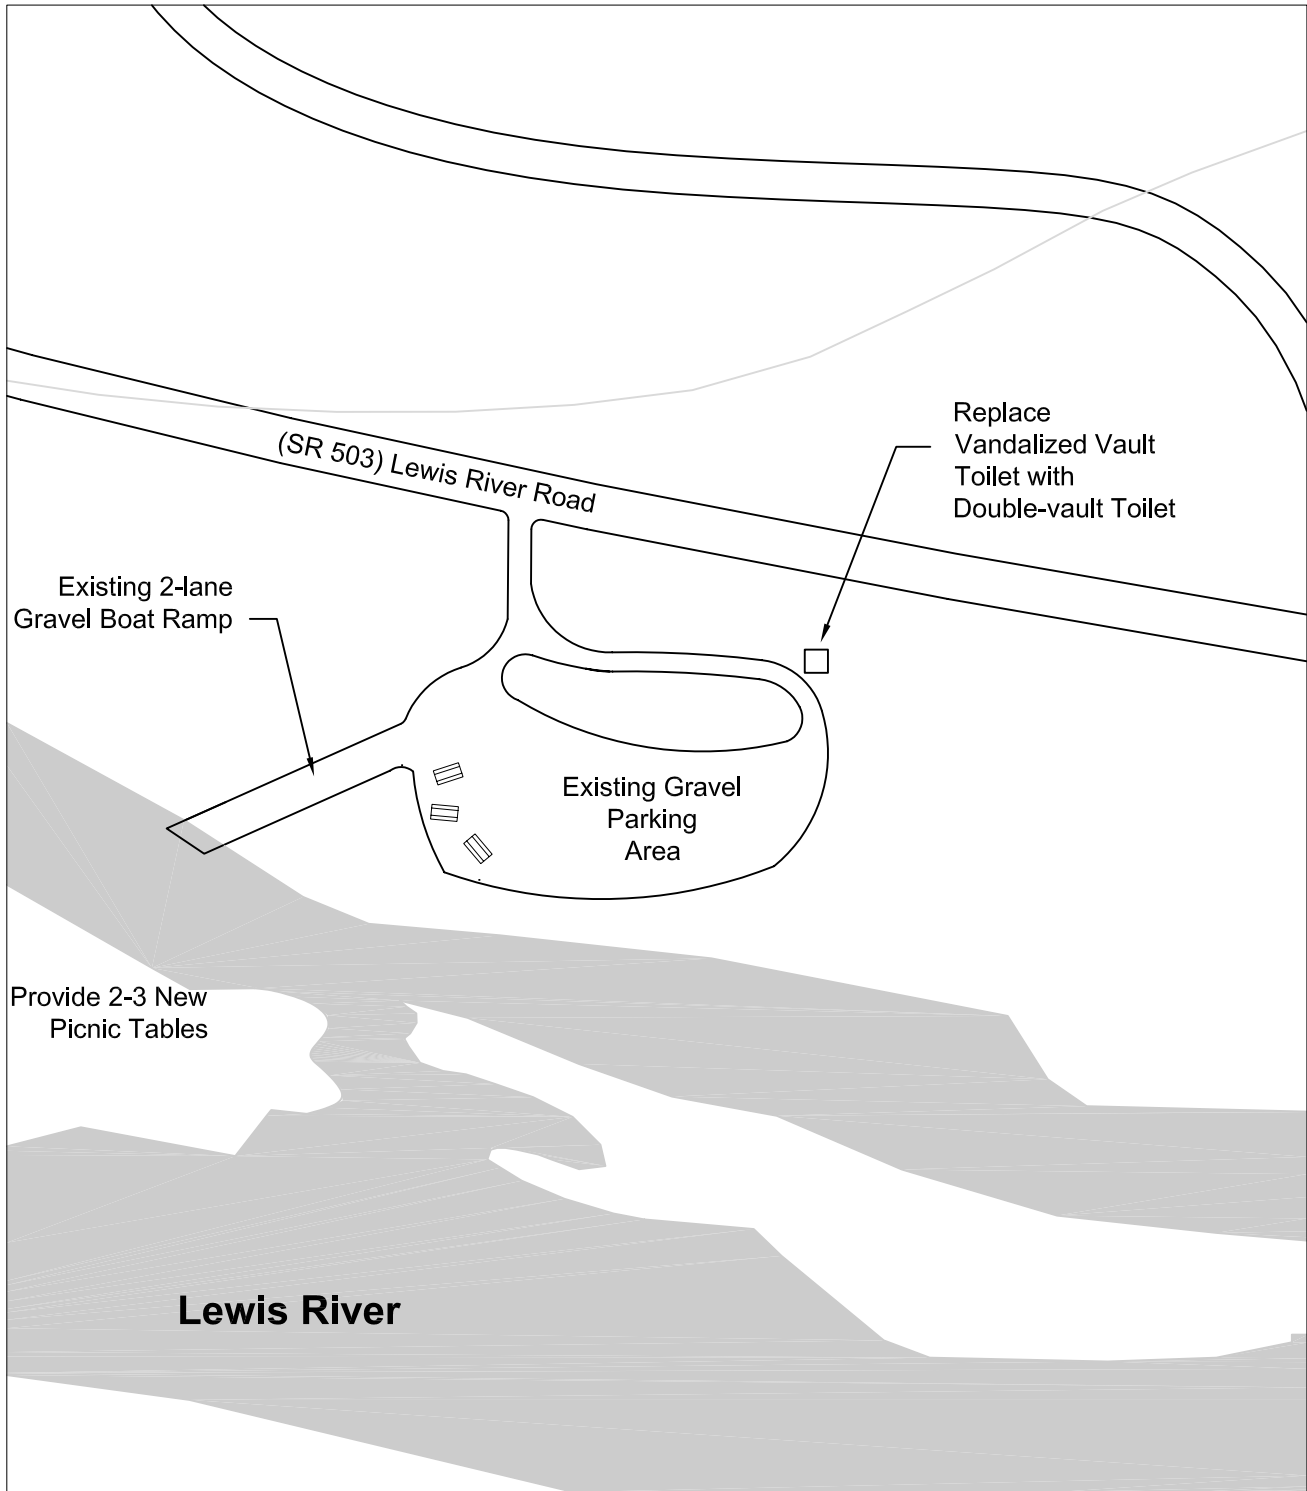 (SR 503) Lewis River Road
Replace
Vandalized Vault
Toilet with
Double-vault Toilet
Existing 2-lane
Gravel Boat Ramp
Existing Gravel
Parking
Area
Provide 2-3 New
Picnic Tables
Lewis River